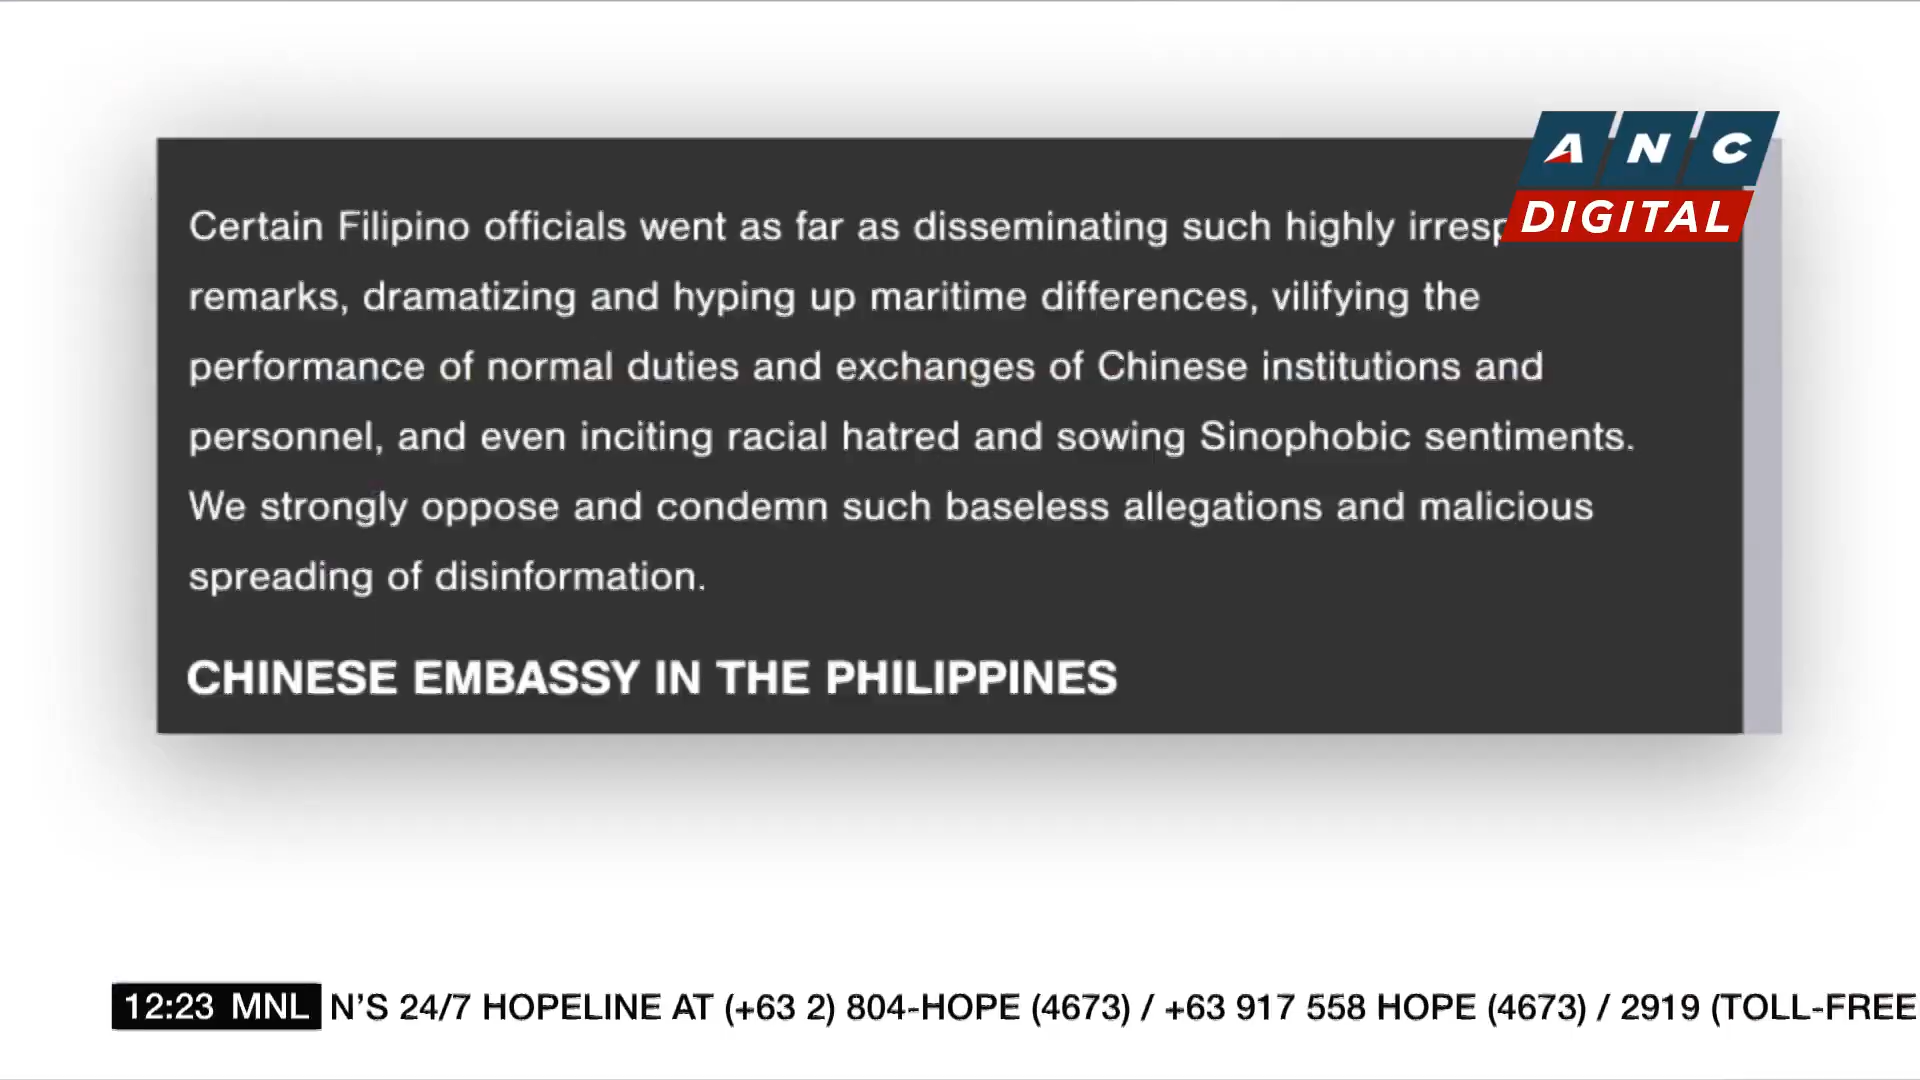 ANC
DIGITAL
Certain Filipino officials went as far as disseminating such highly
remarks, dramatizing and hyping up maritime differences, vilifying the
performance of normal duties and exchanges of Chinese institutions and
personnel, and even inciting racial hatred and sowing Sinophobic sentiments.
We strongly oppose and condemn such baseless allegations and malicious
spreading of disinformation.
CHINESE EMBASSY IN THE PHILIPPINES
12:23 MNL N'S 24/7 HOPELINE AT (+63 2) 804-HOPE (4673) / +63 917 558 HOPE (4673) / 2919 (TOLL-FREE